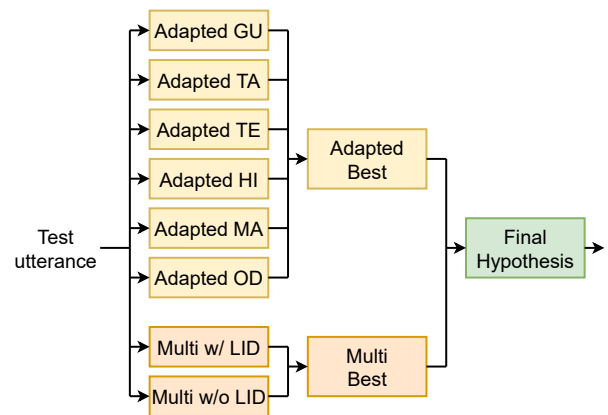 Test
utterance
Adapted GU
Adapted TA
Adapted TE
Adapted HI
Adapted MA
Adapted OD
Multi w/ LID
Multi w/o LID
Adapted
Best
Multi
Best
Final
Hypothesis